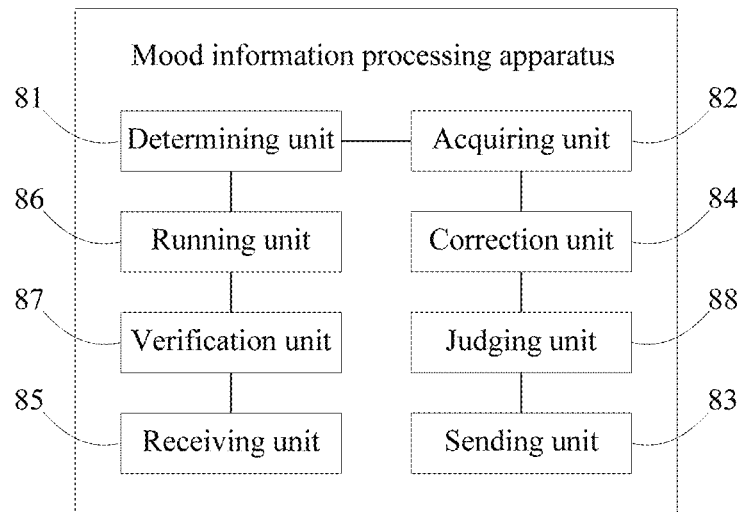 Mood information processing apparatus
81 Determining unit Acquiring unit 82
86 Running unit Correction unit 84
87 Verification unit Judging unit 88
85 Receiving unit Sending unit 83